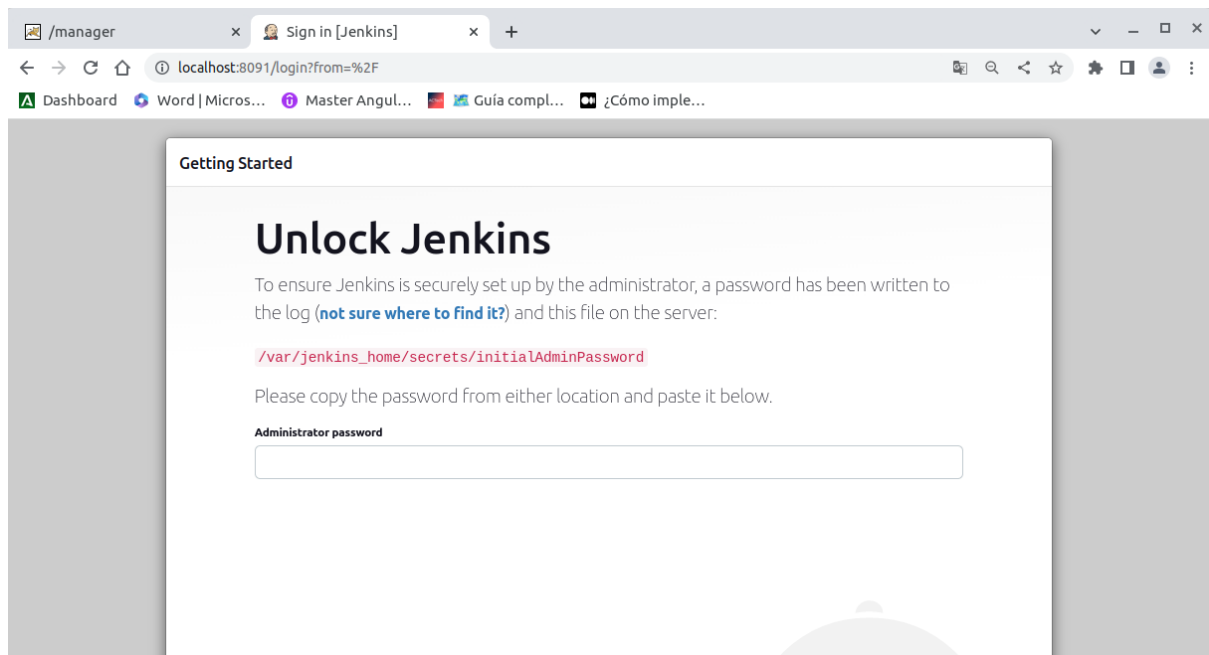 /manager
Sign in [Jenkins]
localhost:8091/login?from=%2F
Dashboard
Word | Micros...
Master Angul...
Guía compl...
¿Cómo imple...
Getting Started
Unlock Jenkins
To ensure Jenkins is securely set up by the administrator, a password has been written to
the log (not sure where to find it?) and this file on the server:
/var/jenkins_home/secrets/initialAdminPassword
Please copy the password from either location and paste it below.
Administrator password